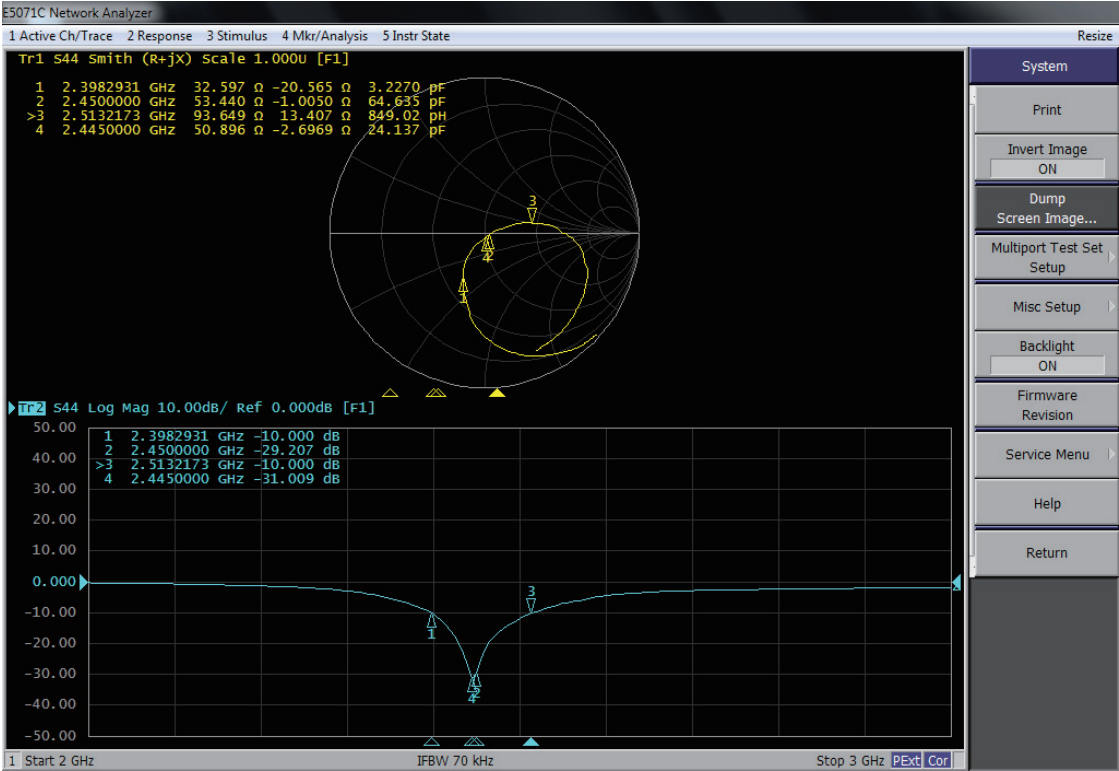 E5071C Network Analyzer
1 Active Ch/Trace 2 Response 3 Stimulus 4 Mkr/Analysis 5 Instr State Resize
Tr1 S44 Smith (R+jX) Scale 1.000U [F1]
1 2.3982931 GHz 32.597 Ω -20.565 Ω 3.2270 pF
2 2.4500000 GHz 53.440 Ω -1.0050 Ω 64.635 pF
>3 2.5132173 GHz 93.649 Ω 13.407 Ω 849.02 pH
4 2.4450000 GHz 50.896 Ω -2.6969 Ω 24.137 pF
3
4 2
1
Tr2 S44 Log Mag 10.00dB/ Ref 0.000dB [F1]
50.00
1 2.3982931 GHz -10.000 dB
2 2.4500000 GHz -29.207 dB
>3 2.5132173 GHz -10.000 dB
4 2.4450000 GHz -31.009 dB
40.00
30.00
20.00
10.00
0.000
3
-10.00
1
-20.00
-30.00
4 2
-40.00
-50.00
1 Start 2 GHz IFBW 70 kHz Stop 3 GHz PExt Cor
System
Print
Invert Image
ON
Dump
Screen Image...
Multiport Test Set
Setup
Misc Setup
Backlight
ON
Firmware
Revision
Service Menu
Help
Return